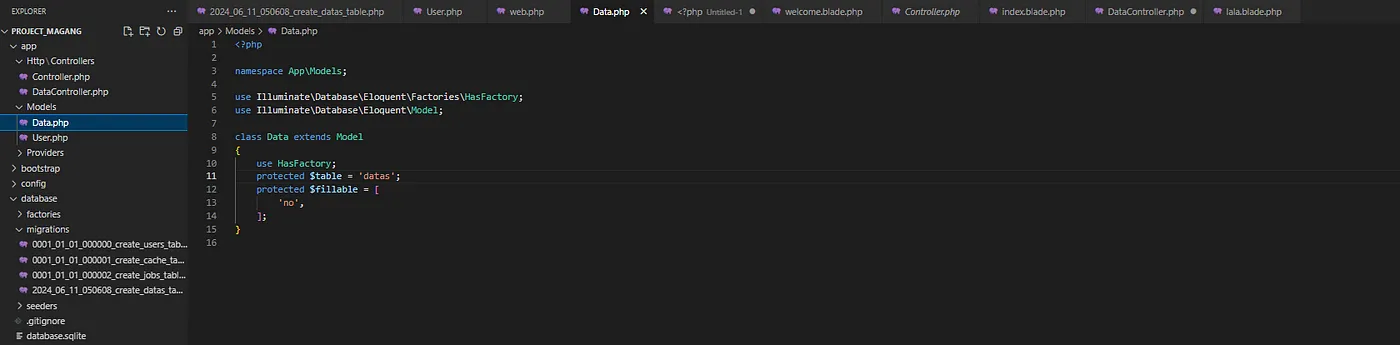 EXPLORER
PROJECT_MAGANG
app
Http\Controllers
Controller.php
DataController.php
Models
Data.php
User.php
Providers
bootstrap
config
database
factories
migrations
0001_01_01_000000_create_users_tab...
0001_01_01_000001_create_cache_ta...
0001_01_01_000002_create_jobs_tabl...
2024_06_11_050608_create_datas_ta...
seeders
.gitignore
database.sqlite
2024_06_11_050608_create_datas_table.php User.php web.php Data.php <?php Untitled-1 welcome.blade.php Controller.php index.blade.php DataController.php lala.blade.php
app > Models > Data.php
1 <?php
2
3 namespace App\Models;
4
5 use Illuminate\Database\Eloquent\Factories\HasFactory;
6 use Illuminate\Database\Eloquent\Model;
7
8 class Data extends Model
9 {
10 use HasFactory;
11 protected $table = 'datas';
12 protected $fillable = [
13 'no',
14 ];
15 }
16